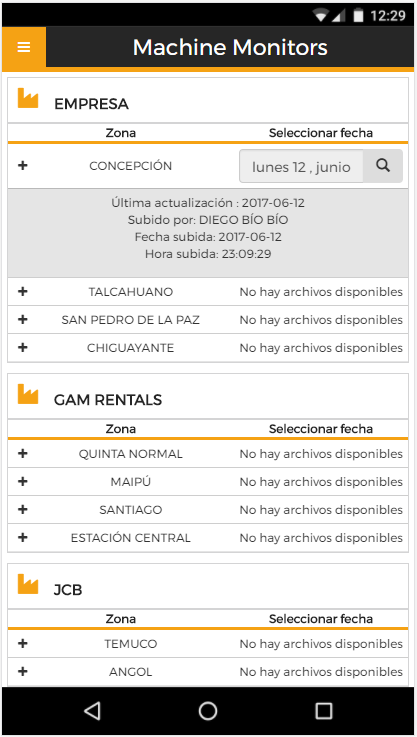 12:29
Machine Monitors
EMPRESA
Zona Seleccionar fecha
CONCEPCIÓN lunes 12 , junio
Última actualización : 2017-06-12
Subido por: DIEGO BÍO BÍO
Fecha subida: 2017-06-12
Hora subida: 23:09:29
TALCAHUANO No hay archivos disponibles
SAN PEDRO DE LA PAZ No hay archivos disponibles
CHIGUAYANTE No hay archivos disponibles
GAM RENTALS
Zona Seleccionar fecha
QUINTA NORMAL No hay archivos disponibles
MAIPÚ No hay archivos disponibles
SANTIAGO No hay archivos disponibles
ESTACIÓN CENTRAL No hay archivos disponibles
JCB
Zona Seleccionar fecha
TEMUCO No hay archivos disponibles
ANGOL No hay archivos disponibles